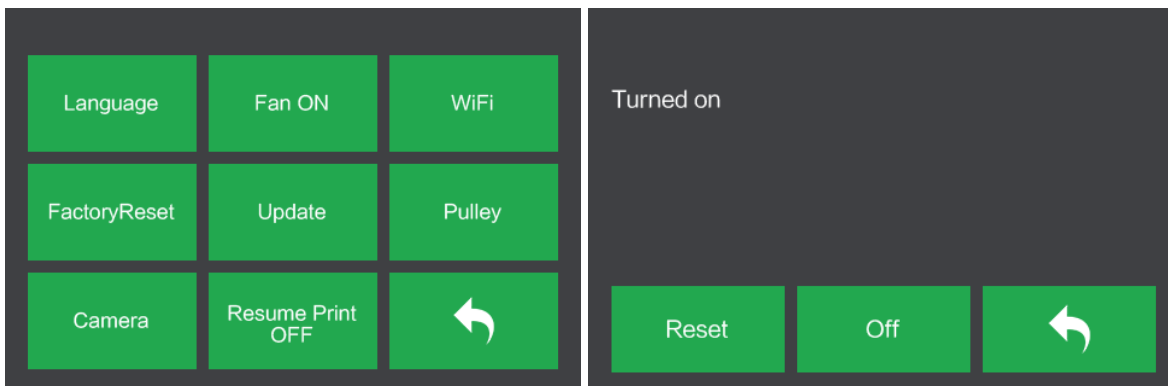 Language
Fan ON
WiFi
FactoryReset
Update
Pulley
Camera
Resume Print
OFF
Turned on
Reset
Off